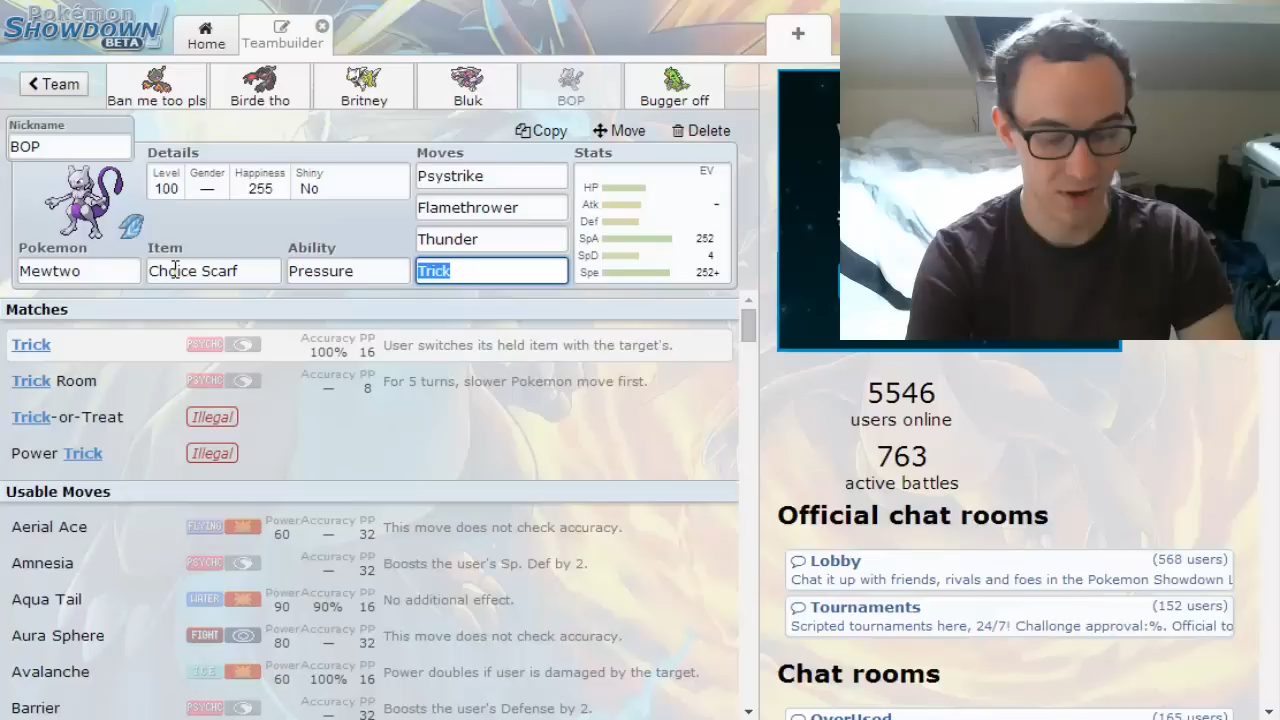 Pokémon
SHOWDOWN!
BETA
Home
Teambuilder
+
Team
Ban me too pls
Birde tho
Britney
Bluk
BOP
Bugger off
Nickname
BOP
Copy
Move
Delete
Details
Moves
Stats
Level
100
Gender
—
Happiness
255
Shiny
No
Psystrike
Flamethrower
Thunder
Trick
EV
HP
Atk -
Def
SpA 252
SpD 4
Spe 252+
Pokemon
Mewtwo
Item
Choice Scarf
Ability
Pressure
Matches
Trick PSYCHC Accuracy 100% PP 16 User switches its held item with the target's.
Trick Room PSYCHC Accuracy — PP 8 For 5 turns, slower Pokemon move first.
Trick-or-Treat Illegal
Power Trick Illegal
Usable Moves
Aerial Ace FLYING Power 60 Accuracy — PP 32 This move does not check accuracy.
Amnesia PSYCHC Accuracy — PP 32 Boosts the user's Sp. Def by 2.
Aqua Tail WATER Power 90 Accuracy 90% PP 16 No additional effect.
Aura Sphere FIGHT Power 80 Accuracy — PP 32 This move does not check accuracy.
Avalanche ICE Power 60 Accuracy 100% PP 16 Power doubles if user is damaged by the target.
Barrier PSYCHC Accuracy — PP 32 Boosts the user's Defense by 2.
5546
users online
763
active battles
Official chat rooms
Lobby (568 users)
Chat it up with friends, rivals and foes in the Pokemon Showdown L
Tournaments (152 users)
Scripted tournaments here, 24/7! Challonge approval:%. Official to
Chat rooms
OverUsed (165 users)